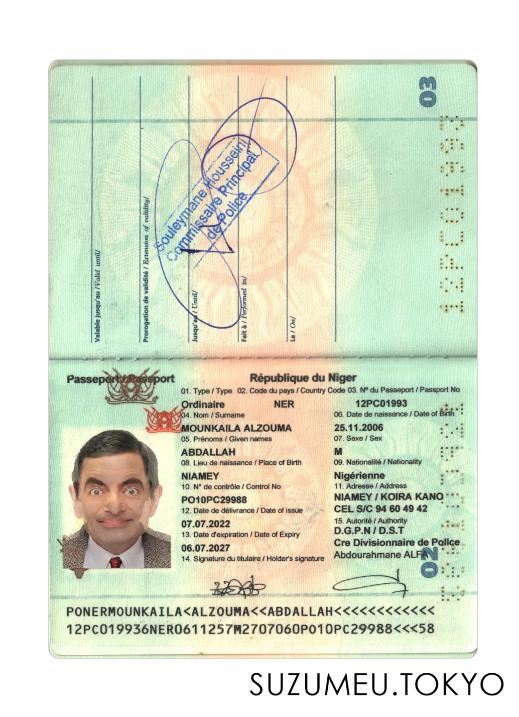 03
Valable jusqu'au / Valid until/
Prorogation de validité / Extension of validity/
Jusqu'au / Until/
Fait à / Performed in/
Le / On/
Souleymane Housseini
Commissaire Principal
de Police
12PC01993
Passeport / Passport
République du Niger
01. Type / Type 02. Code du pays / Country Code 03. N° du Passeport / Passport No
Ordinaire NER 12PC01993
04. Nom / Surname 06. Date de naissance / Date of Birth
MOUNKAILA ALZOUMA 25.11.2006
05. Prénoms / Given names 07. Sexe / Sex
ABDALLAH M
08. Lieu de naissance / Place of Birth 09. Nationalité / Nationality
NIAMEY Nigérienne
10. N° de contrôle / Control No 11. Adresse / Address
PO10PC29988 NIAMEY / KOIRA KANO
12. Date de délivrance / Date of issue CEL S/C 94 60 49 42
07.07.2022 15. Autorité / Authority
13. Date d'expiration / Date of Expiry D.G.P.N / D.S.T
06.07.2027 Cre Divisionnaire de Police
14. Signature du titulaire / Holder's signature Abdourahmane ALFA
02
PONERMOUNKAILA<ALZOUMA<<ABDALLAH<<<<<<<<<<<<
12PC019936NER0611257M2707060PO10PC29988<<<58
SUZUMEU.TOKYO